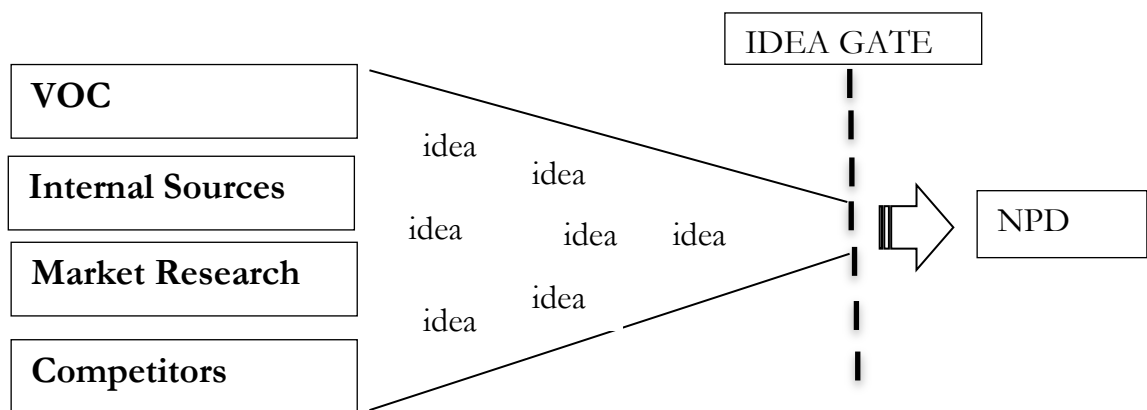 IDEA GATE
VOC
Internal Sources
Market Research
Competitors
idea
idea
idea
idea
idea
idea
idea
NPD